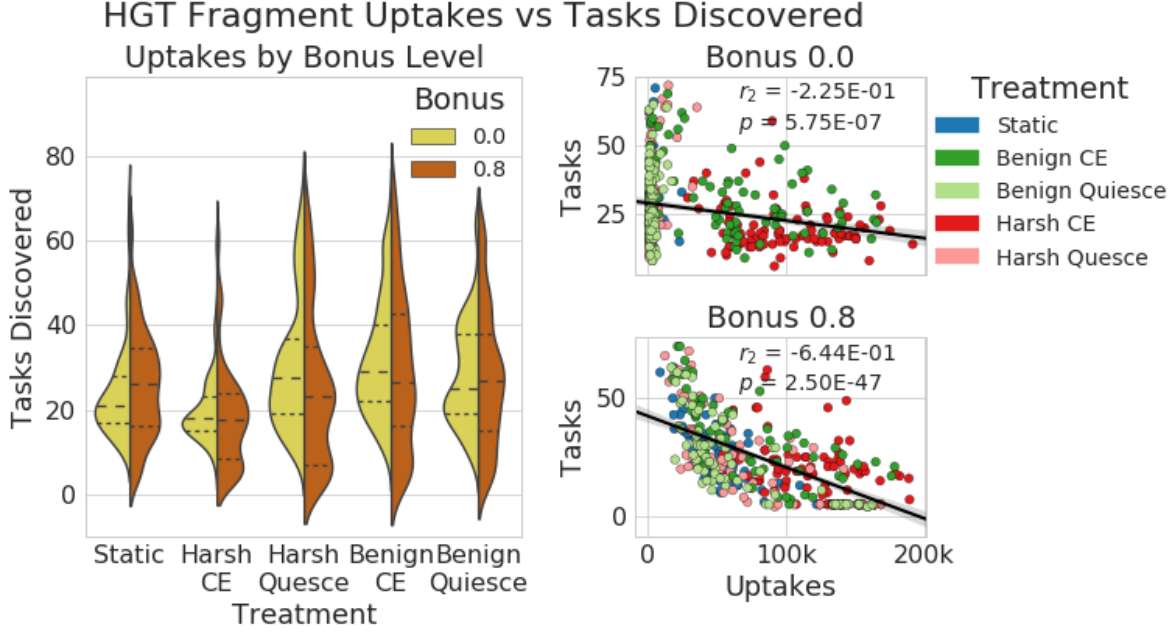 HGT Fragment Uptakes vs Tasks Discovered
Uptakes by Bonus Level
Tasks Discovered
80
60
40
20
0
Bonus
0.0
0.8
Static
Harsh CE
Harsh Quesce
Benign CE
Benign Quiesce
Treatment
Bonus 0.0
Tasks
75
50
25
r2 = -2.25E-01
p = 5.75E-07
Bonus 0.8
Tasks
50
0
r2 = -6.44E-01
p = 2.50E-47
0
100k
200k
Uptakes
Treatment
Static
Benign CE
Benign Quiesce
Harsh CE
Harsh Quesce